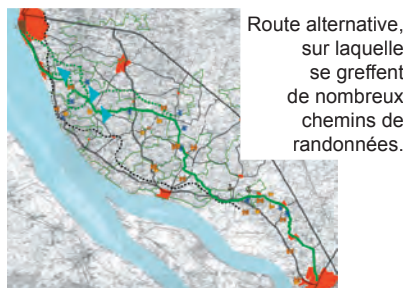 Route alternative,
sur laquelle
se greffent
de nombreux
chemins de
randonnées.